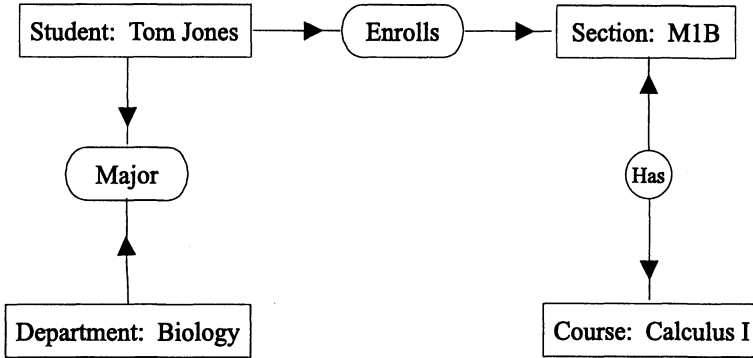 Student: Tom Jones
Enrolls
Section: M1B
Major
Has
Department: Biology
Course: Calculus I